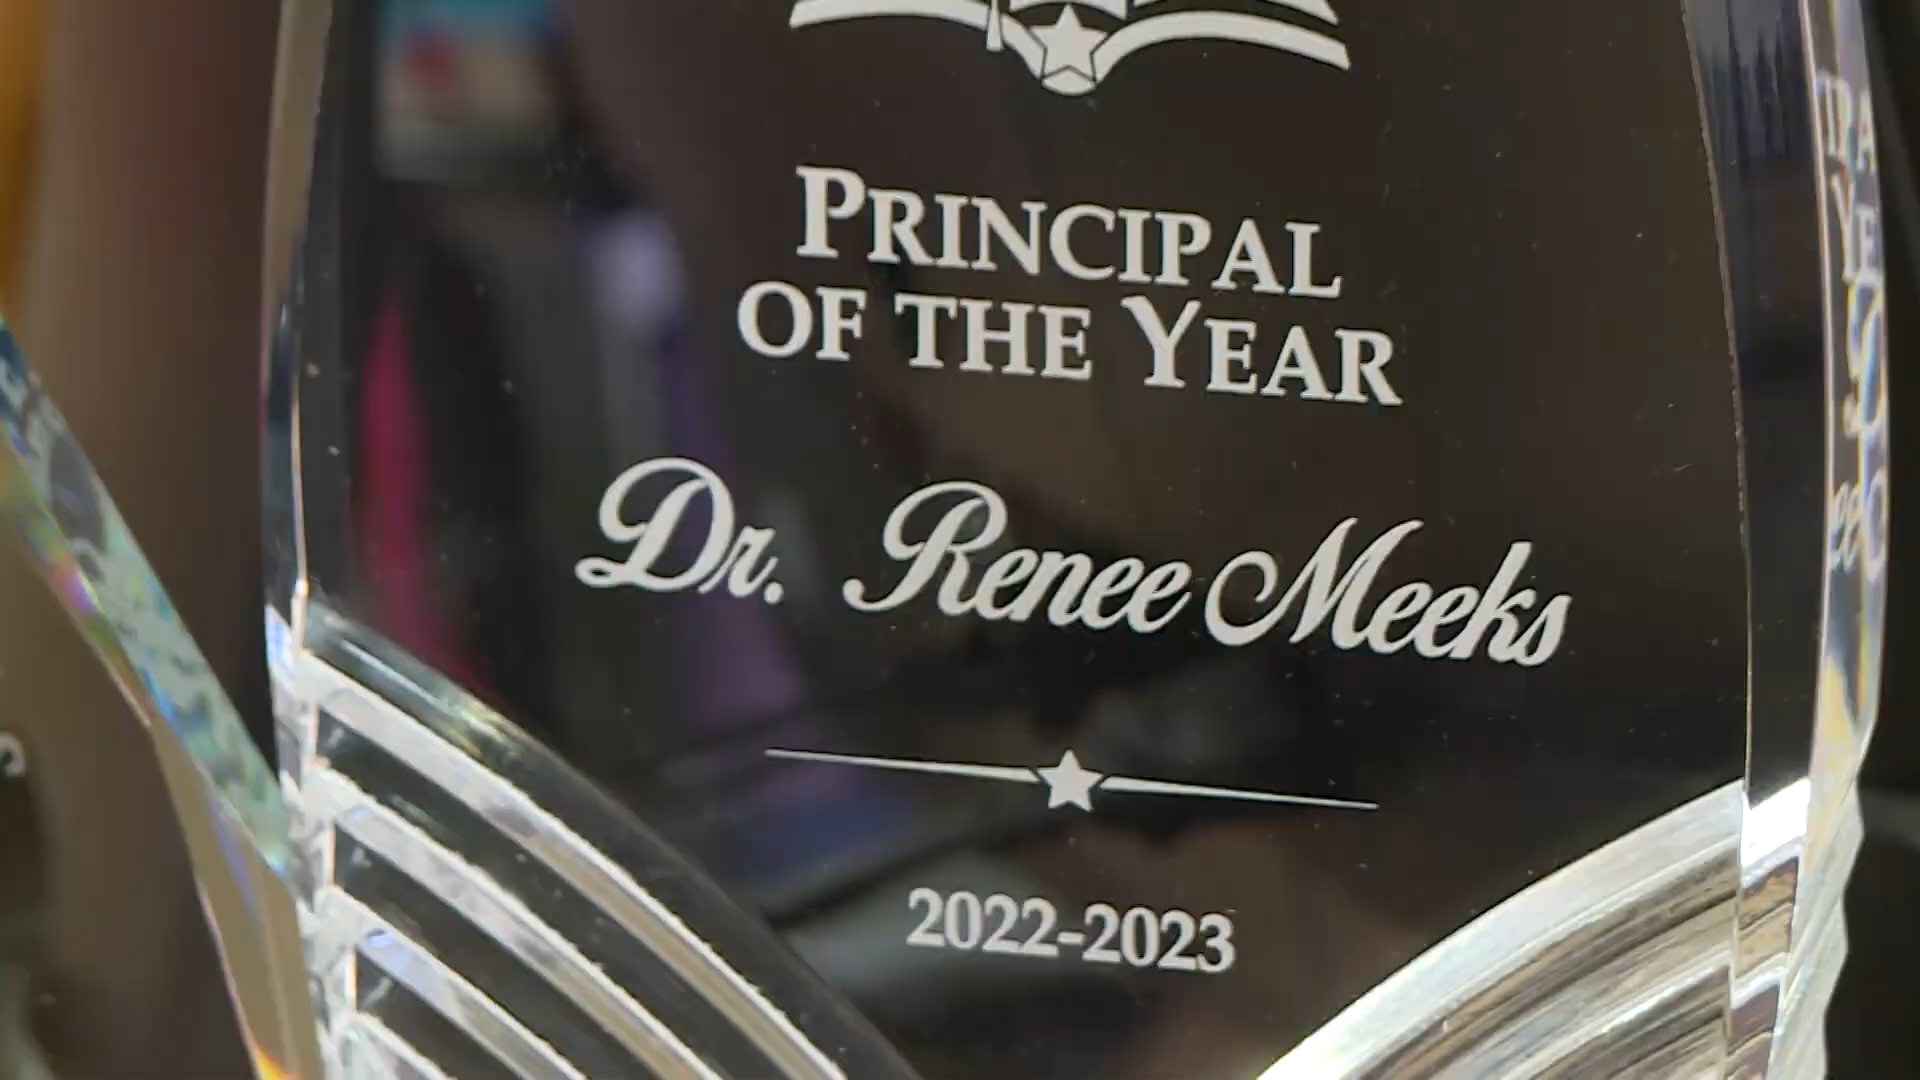 PRINCIPAL
OF THE YEAR
Dr. Renee Meeks
2022-2023